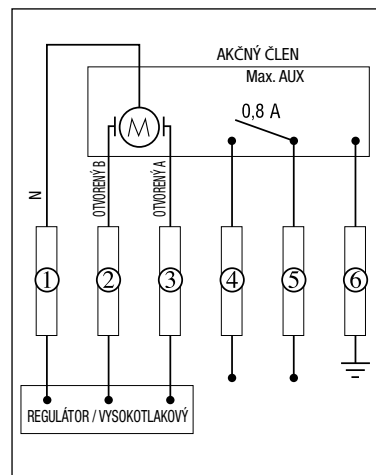 AKČNÝ ČLEN
Max. AUX
0,8 A
M
N
OTVORENÝ B
OTVORENÝ A
1 2 3 4 5 6
REGULÁTOR / VYSOKOTLAKOVÝ